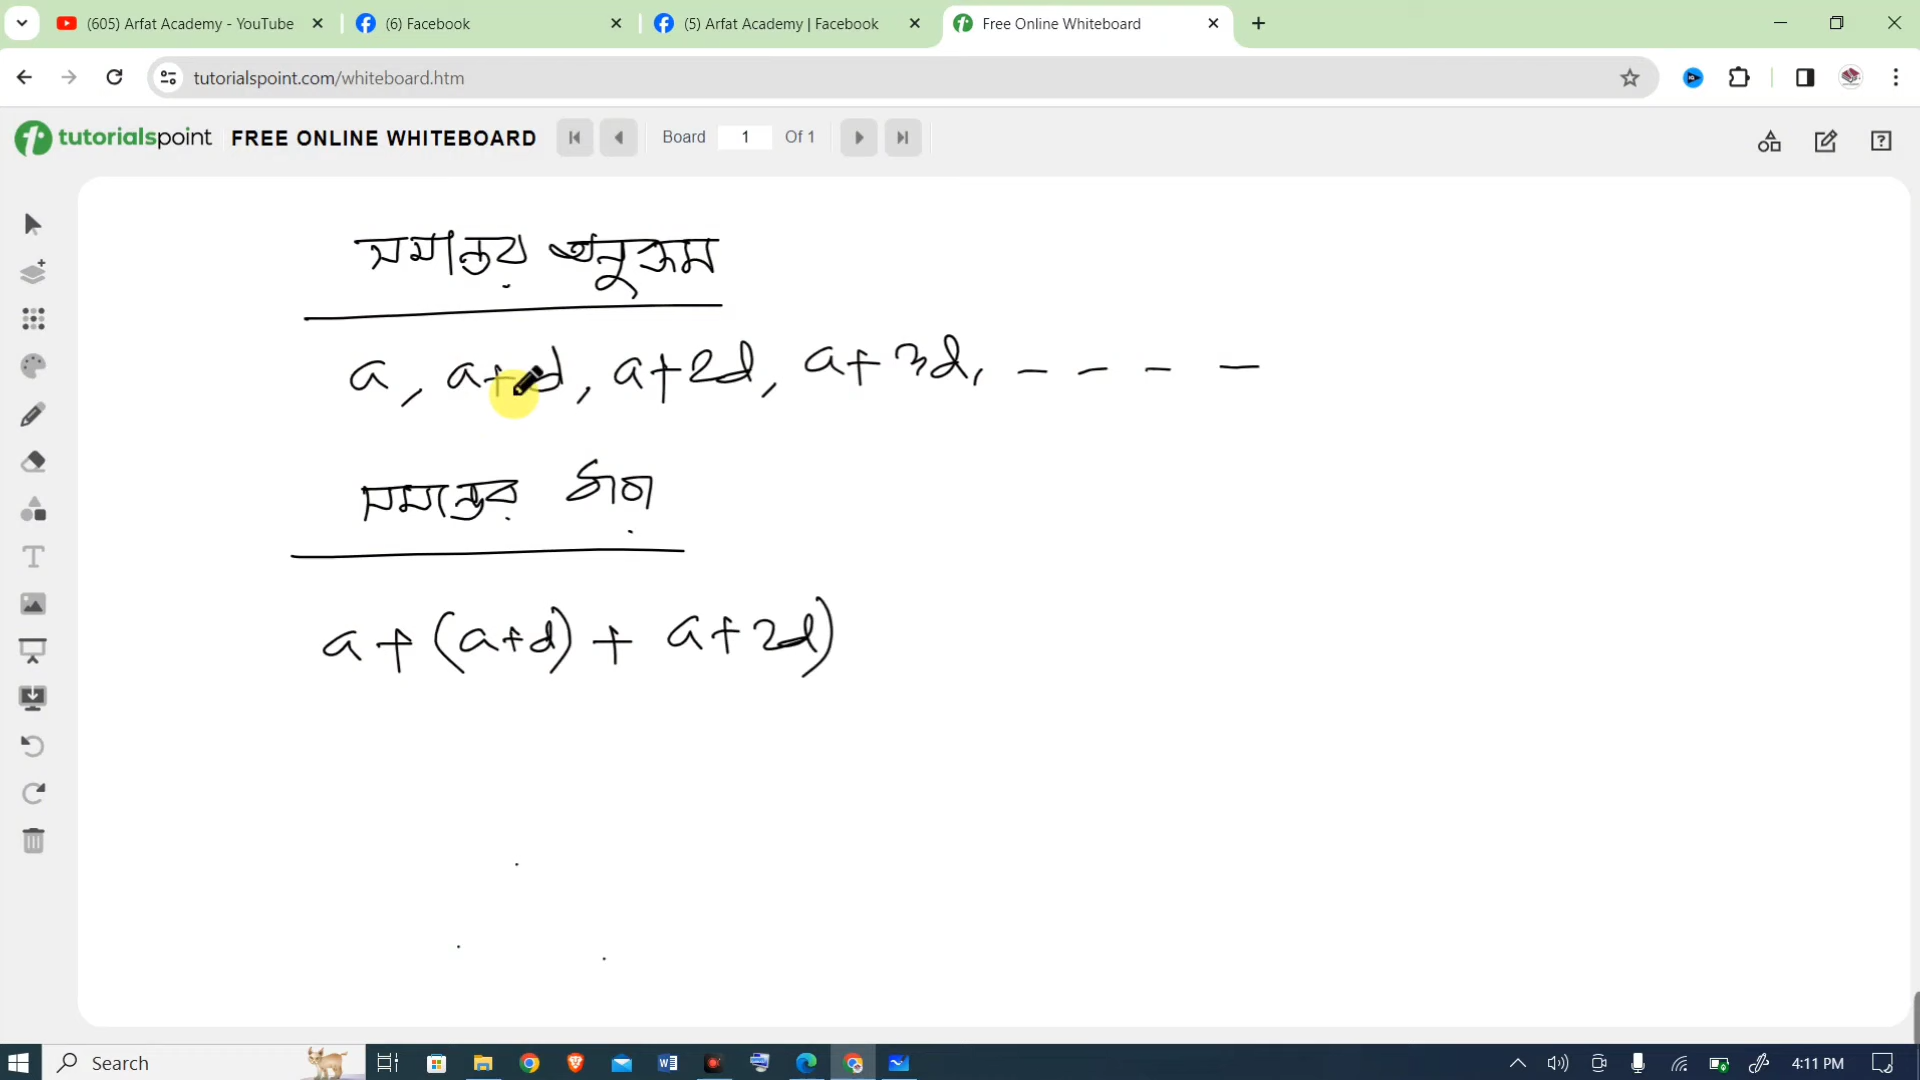 (605) Arfat Academy - YouTube (6) Facebook (5) Arfat Academy | Facebook Free Online Whiteboard
tutorialspoint.com/whiteboard.htm
tutorialspoint FREE ONLINE WHITEBOARD Board 1 Of 1
সমান্তর অনুক্রম
a, a+d, a+2d, a+3d, - - - -
সমান্তর ধারা
a+(a+d)+ a+2d)
Search 4:11 PM